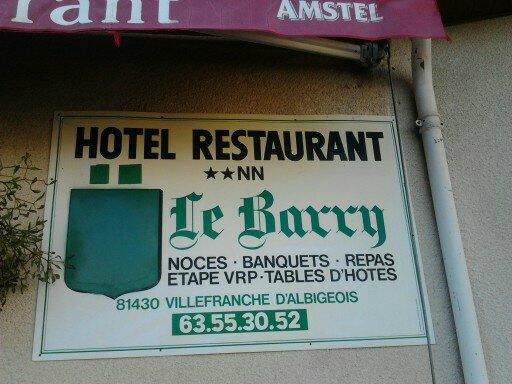 rant AMSTEL
HOTEL RESTAURANT
★★NN
Le Barry
NOCES · BANQUETS · REPAS
ETAPE VRP · TABLES D'HOTES
81430 VILLEFRANCHE D'ALBIGEOIS
63.55.30.52